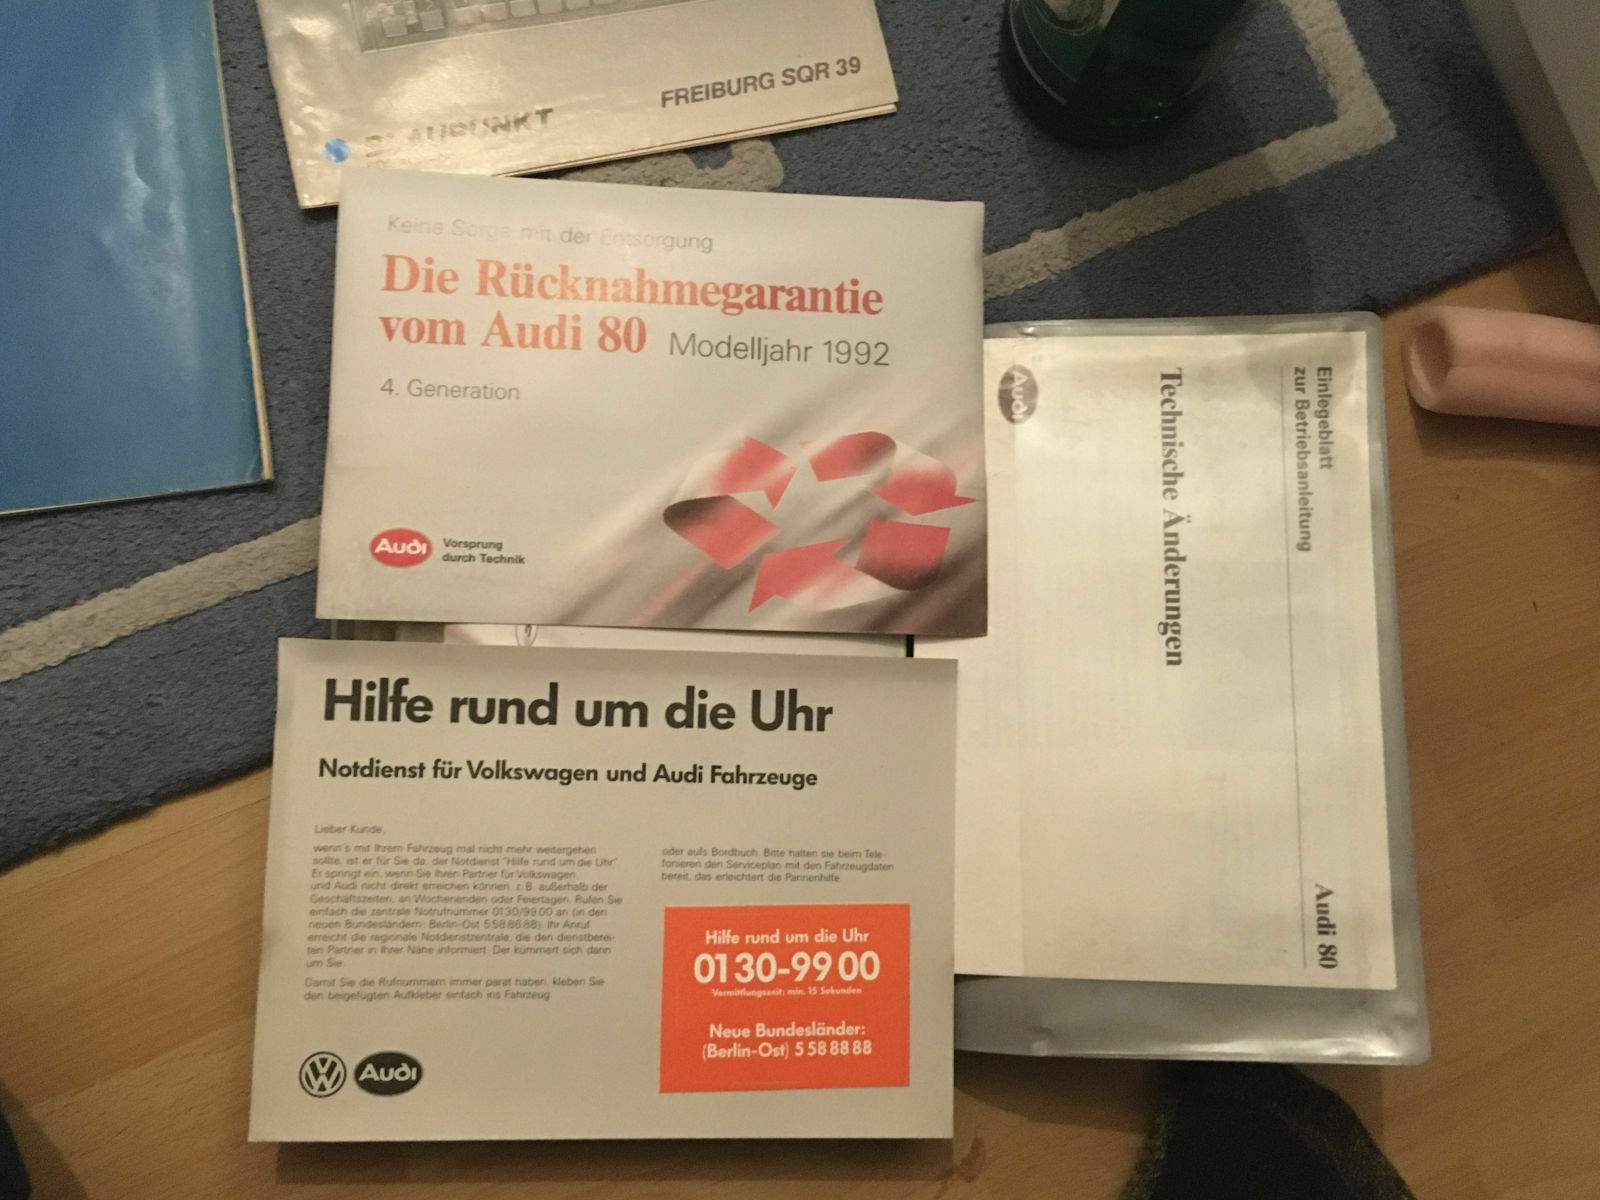 FREIBURG SQR 39
BLAUPUNKT
Keine Sorge mit der Entsorgung
Die Rücknahmegarantie
vom Audi 80 Modelljahr 1992
4. Generation
Audi
Vorsprung
durch Technik
Audi
Technische Änderungen
Einlegeblatt
zur Betriebsanleitung
Audi 80
Hilfe rund um die Uhr
Notdienst für Volkswagen und Audi Fahrzeuge
Lieber Kunde,
wenn's mit Ihrem Fahrzeug mal nicht mehr weitergehen
sollte, ist er für Sie da, der Notdienst "Hilfe rund um die Uhr".
Er springt ein, wenn Sie Ihren Partner für Volkswagen
und Audi nicht direkt erreichen können, z. B. außerhalb der
Geschäftszeiten, an Wochenenden oder Feiertagen. Rufen Sie
einfach die zentrale Notrufnummer 0130/99 00 an (in den
neuen Bundesländern: Berlin-Ost 5 58 88 88). Ihr Anruf
erreicht die regionale Notdienstzentrale, die den dienstberei-
ten Partner in Ihrer Nähe informiert. Der kümmert sich dann
um Sie.
Damit Sie die Rufnummern immer parat haben, kleben Sie
den beigefügten Aufkleber einfach ins Fahrzeug
oder aufs Bordbuch. Bitte halten sie beim Tele-
fonieren den Serviceplan mit den Fahrzeugdaten
bereit, das erleichtert die Pannenhilfe.
Hilfe rund um die Uhr
01 30-99 00
Vermittlungszeit: min. 15 Sekunden
Neue Bundesländer:
(Berlin-Ost) 5 58 88 88
VW Audi